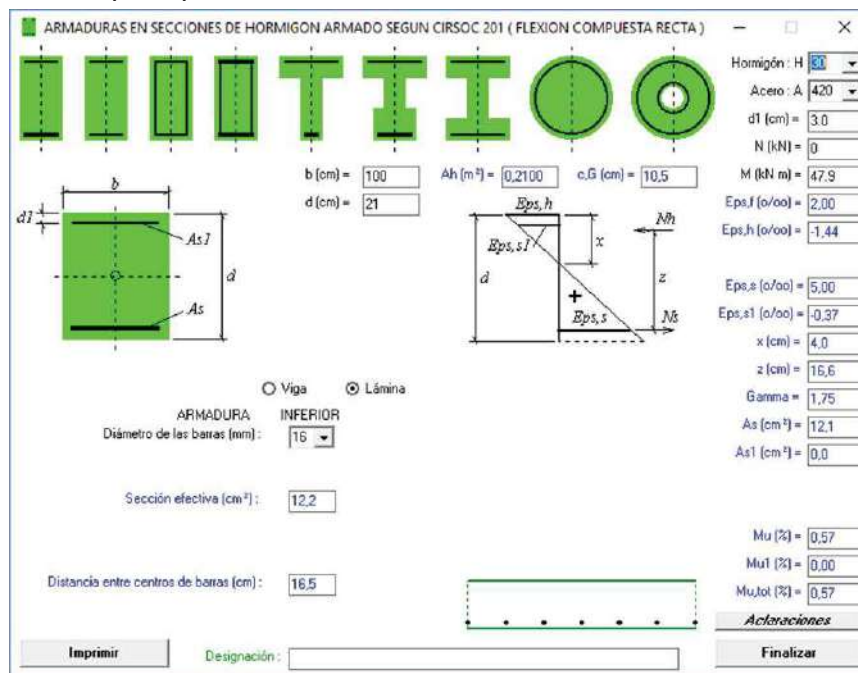 ARMADURAS EN SECCIONES DE HORMIGON ARMADO SEGUN CIRSOC 201 ( FLEXION COMPUESTA RECTA )
Hormigón : H 30
Acero : A 420
d1 (cm) = 3.0
N (kN) = 0
M (kN m) = 47.9
Eps,f (o/oo) = 2,00
Eps,h (o/oo) = -1,44
Eps,s (o/oo) = 5,00
Eps,s1 (o/oo) = -0,37
x (cm) = 4,0
z (cm) = 16,6
Gamma = 1,75
As (cm²) = 12,1
As1 (cm²) = 0,0
Mu (%) = 0,57
Mu1 (%) = 0,00
Mu,tot (%) = 0,57
Aclaraciones
Finalizar
b (cm) = 100
Ah (m²) = 0,2100
c,G (cm) = 10,5
d (cm) = 21
b
d1
As1
d
As
Eps,h
Nh
Eps,s1
x
d
z
Eps,s
Ns
Viga
Lámina
ARMADURA INFERIOR
Diámetro de las barras (mm) : 16
Sección efectiva (cm²) : 12,2
Distancia entre centros de barras (cm) : 16,5
Imprimir
Designación :